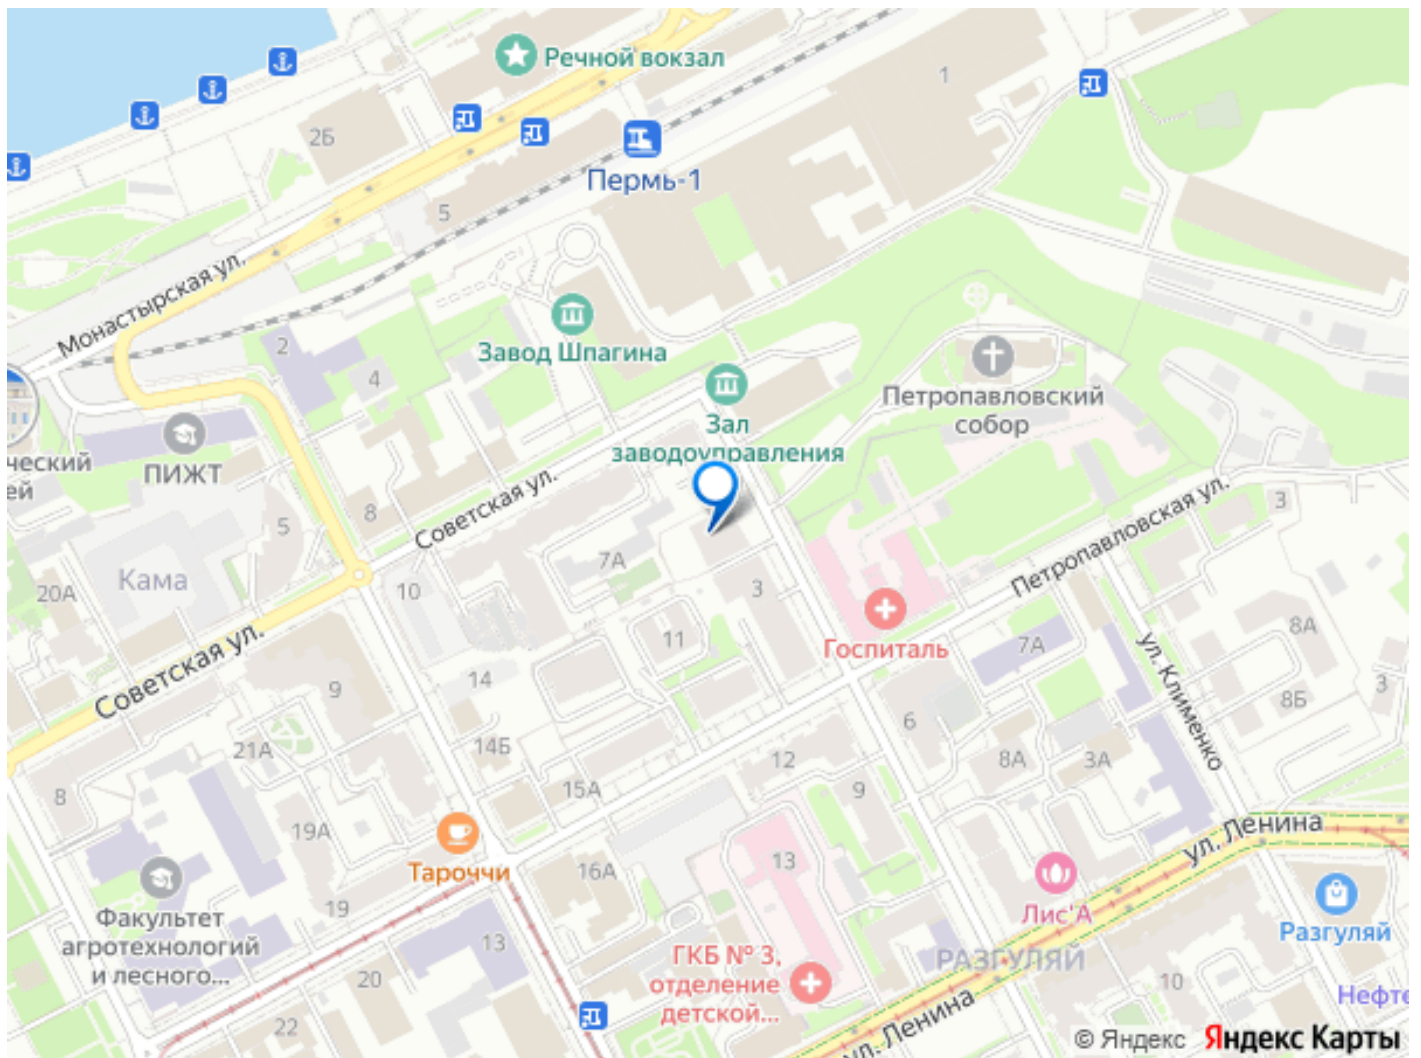 Речной вокзал
1
2Б
Пермь-1
5
Монастырская ул.
2
Завод Шпагина
4
Петропавловский
собор
Зал
заводоуправления
ческий
ей
ПИЖТ
Советская ул.
8
5
7А
3
Петропавловская ул.
3
20А
Кама
10
Госпиталь
11
7А
8А
ул. Клименко
Советская ул.
14
9
6
3
8Б
21А
14Б
12
8А
3А
8
15А
9
19А
ул. Ленина
Тароччи
16А
13
Лис'А
Факультет
агротехнологий
и лесного...
19
13
Разгуляй
ГКБ № 3,
отделение
детской...
РАЗГУЛЯЙ
20
10
Нефте
22
ул. Ленина
© Яндекс Яндекс Карты